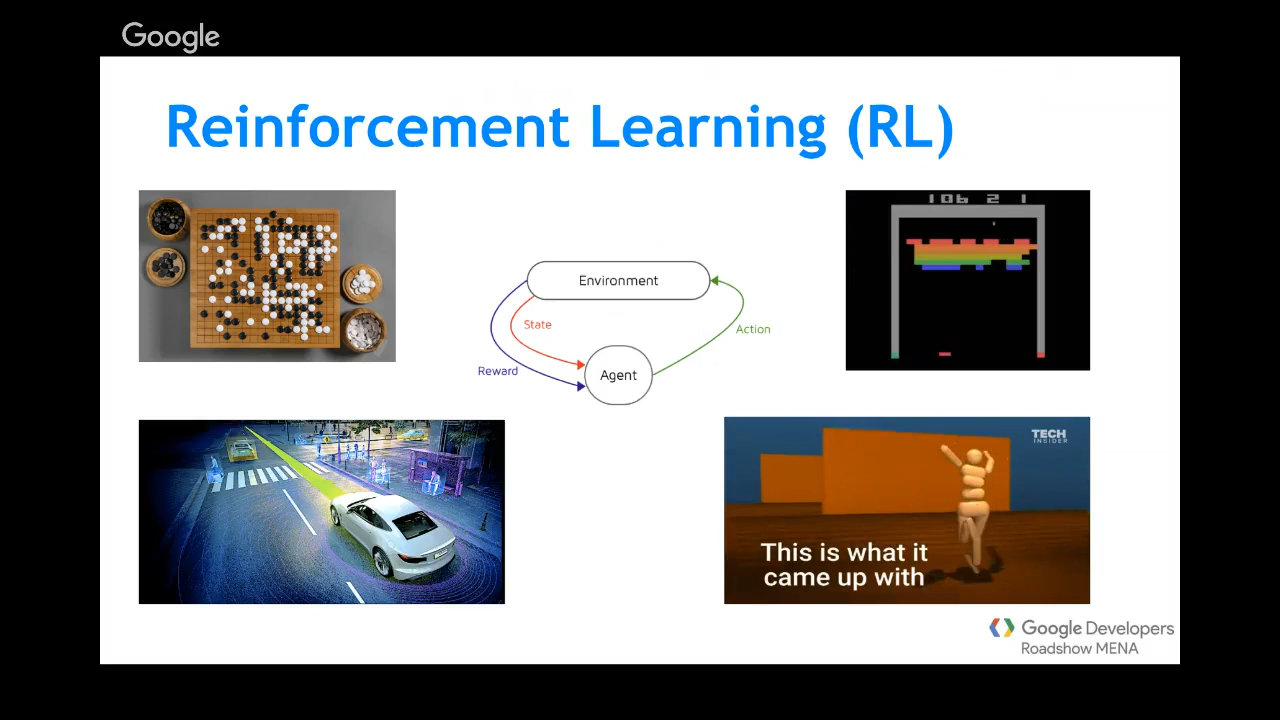 Google
Reinforcement Learning (RL)
106 2 1
Environment
State
Action
Reward
Agent
TECH
INSIDER
This is what it
came up with
Google Developers
Roadshow MENA